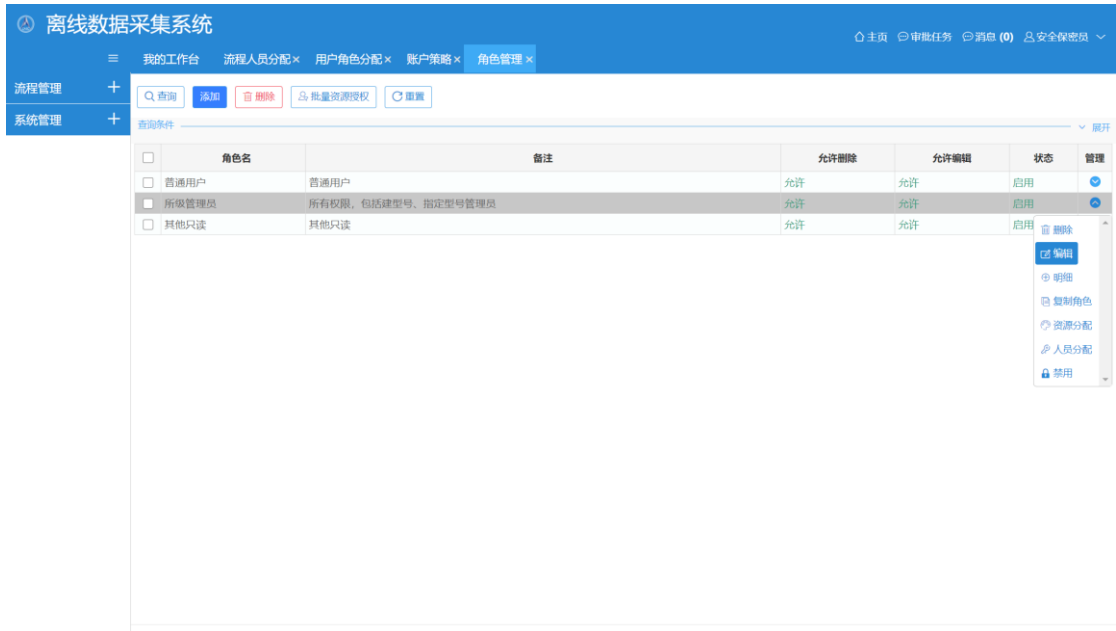 离线数据采集系统
主页 审批任务 消息 (0) 安全保密员
我的工作台 流程人员分配× 用户角色分配× 账户策略× 角色管理×
流程管理
系统管理
查询 添加 删除 批量资源授权 重置
查询条件 展开
角色名 备注 允许删除 允许编辑 状态 管理
普通用户 普通用户 允许 允许 启用
所级管理员 所有权限，包括建型号、指定型号管理员 允许 允许 启用
其他只读 其他只读 允许 允许 启用
删除
编辑
明细
复制角色
资源分配
人员分配
禁用